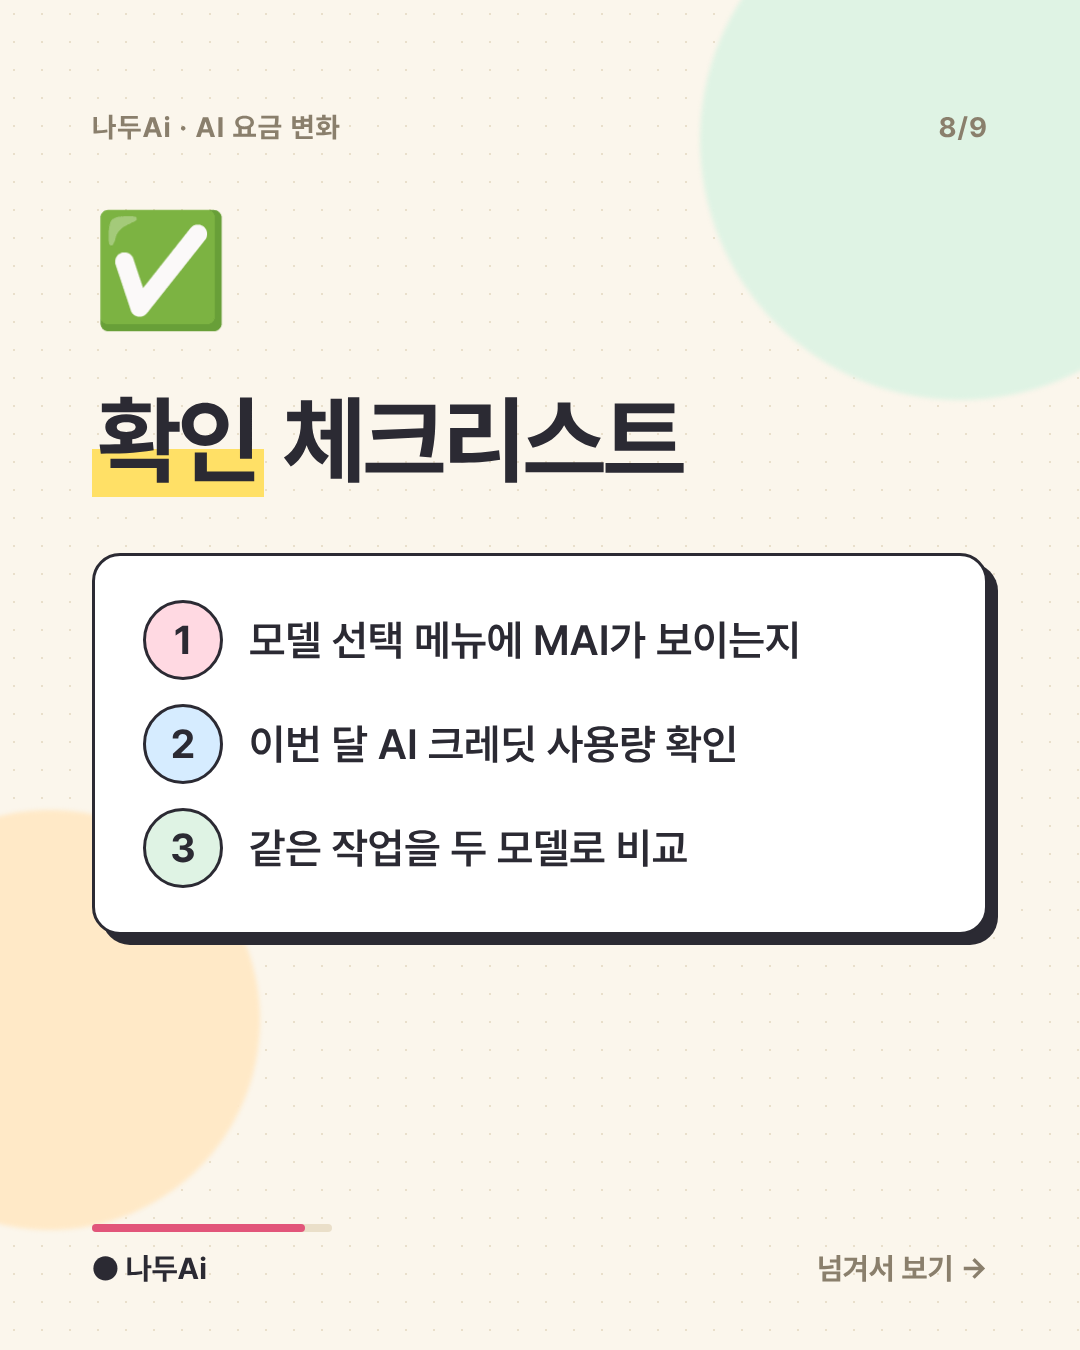 나두Ai · AI 요금 변화
8/9
확인 체크리스트
1 모델 선택 메뉴에 MAI가 보이는지
2 이번 달 AI 크레딧 사용량 확인
3 같은 작업을 두 모델로 비교
나두Ai
넘겨서 보기 →